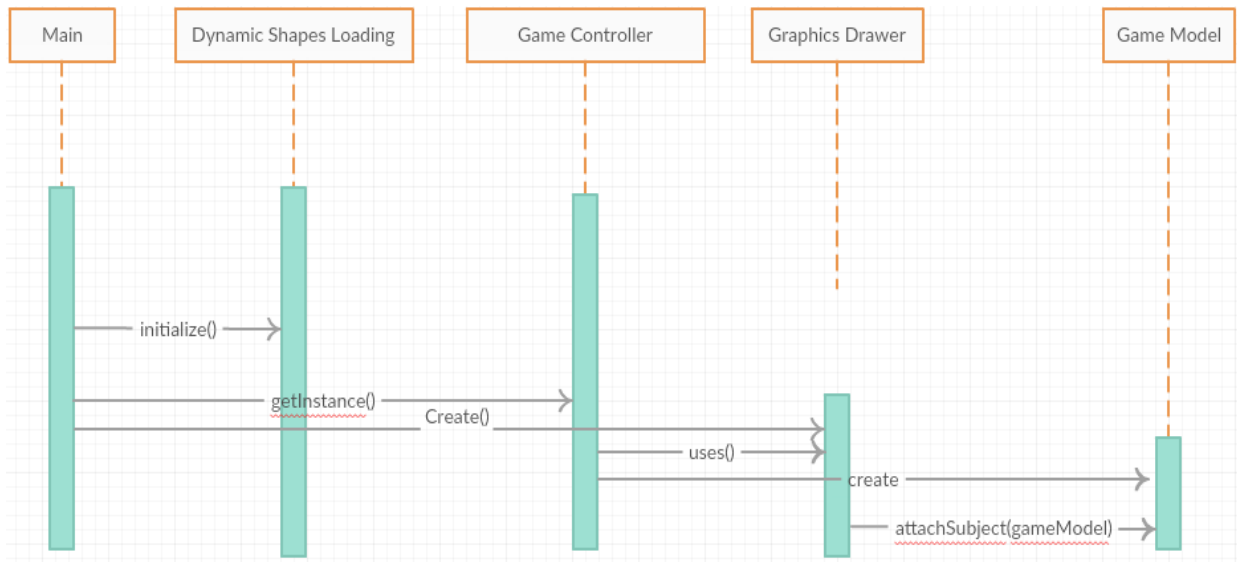 Main
Dynamic Shapes Loading
Game Controller
Graphics Drawer
Game Model
initialize()
getInstance()
Create()
uses()
create
attachSubject(gameModel)